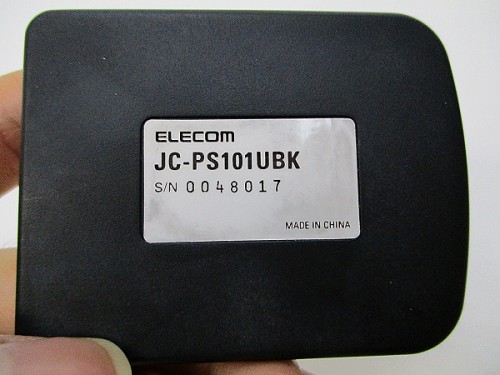 ELECOM
JC-PS101UBK
S/N 0048017
MADE IN CHINA